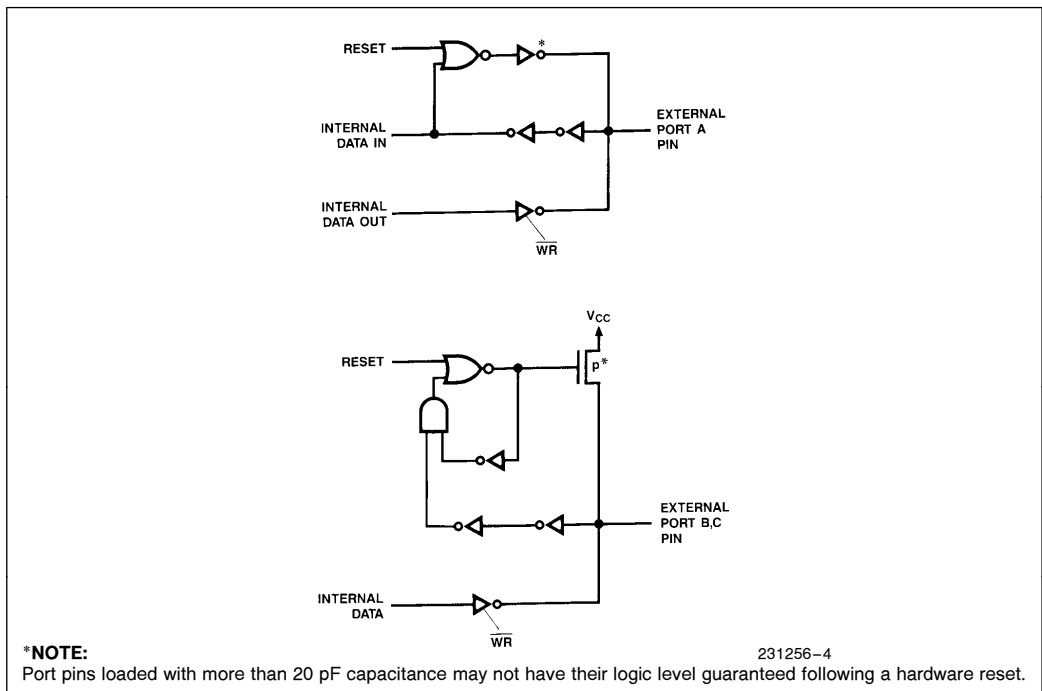 RESET
*
INTERNAL
DATA IN
EXTERNAL
PORT A
PIN
INTERNAL
DATA OUT
W̅R̅
VCC
RESET
p*
EXTERNAL
PORT B,C
PIN
INTERNAL
DATA
W̅R̅
*NOTE:
231256–4
Port pins loaded with more than 20 pF capacitance may not have their logic level guaranteed following a hardware reset.